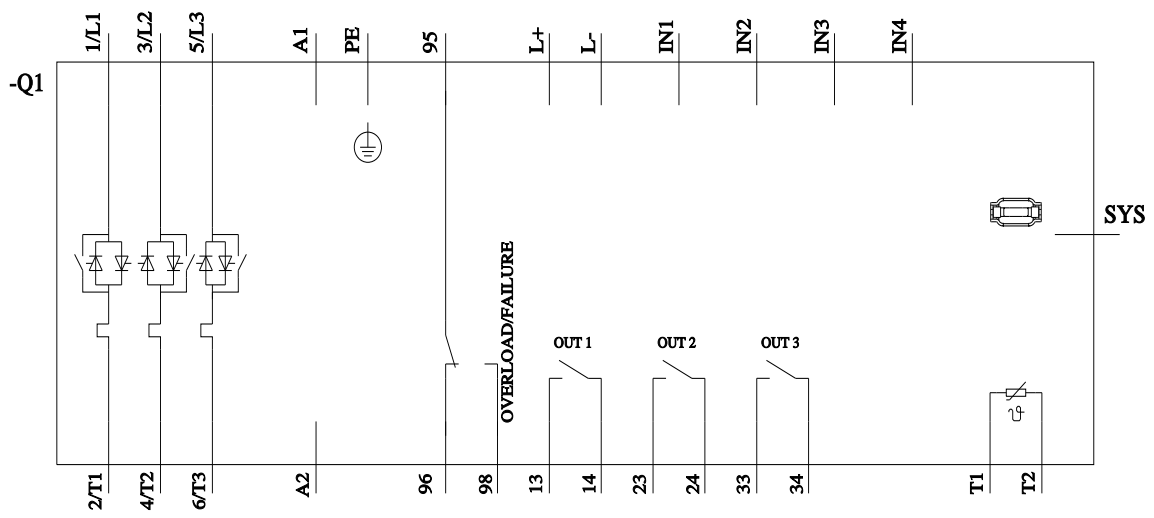 1/L1
3/L2
5/L3
A1
PE
95
L+
L-
IN1
IN2
IN3
IN4
-Q1
SYS
OVERLOAD/FAILURE
OUT 1
OUT 2
OUT 3
ϑ
2/T1
4/T2
6/T3
A2
96
98
13
14
23
24
33
34
T1
T2